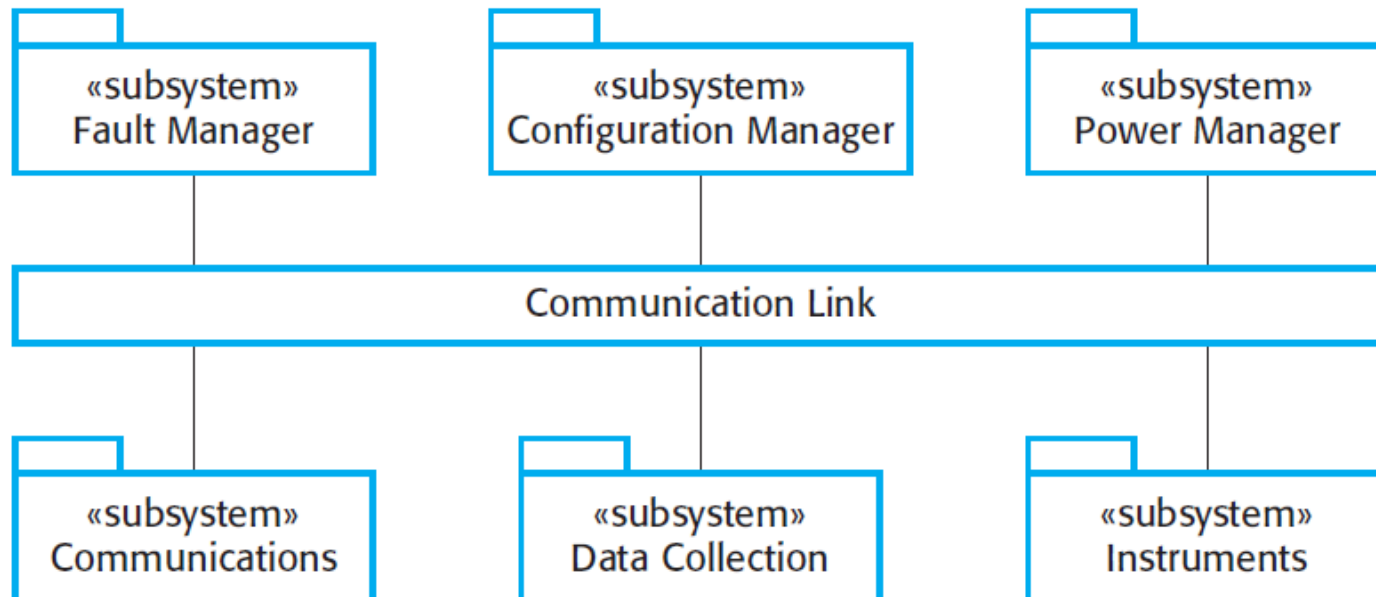 «subsystem»
Fault Manager
«subsystem»
Configuration Manager
«subsystem»
Power Manager
Communication Link
«subsystem»
Communications
«subsystem»
Data Collection
«subsystem»
Instruments